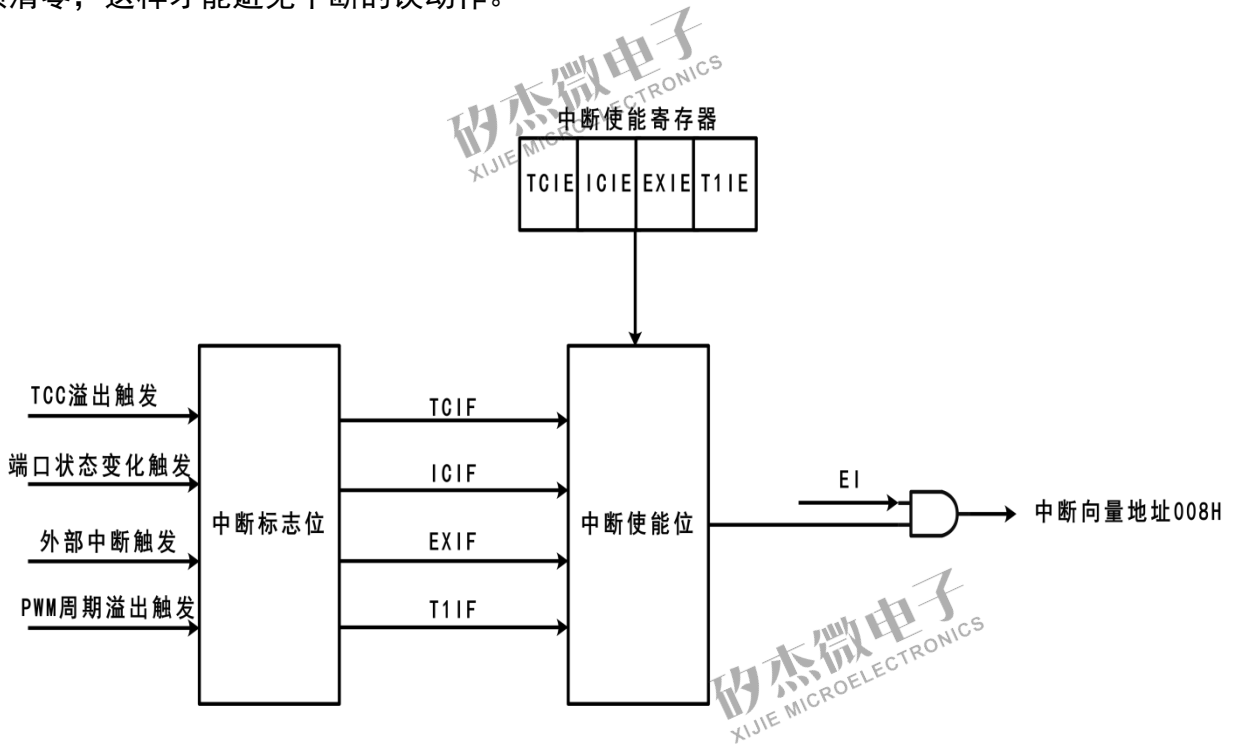 清零，这样才能避免中断的误动作。
矽杰微电子
XIJIE MICROELECTRONICS
中断使能寄存器
TCIE ICIE EXIE T1IE
TCC溢出触发
TCIF
端口状态变化触发
ICIF
EI
中断标志位
中断使能位
中断向量地址008H
外部中断触发
EXIF
PWM周期溢出触发
T1IF
矽杰微电子
XIJIE MICROELECTRONICS